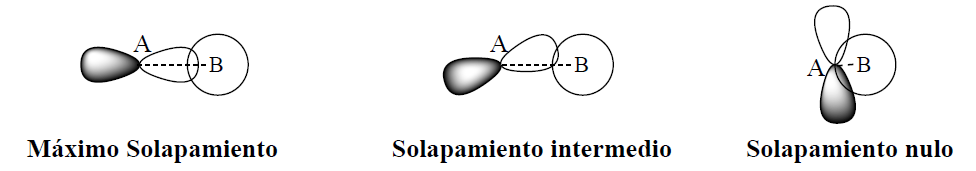 A
B
A
B
A
B
Máximo Solapamiento
Solapamiento intermedio
Solapamiento nulo